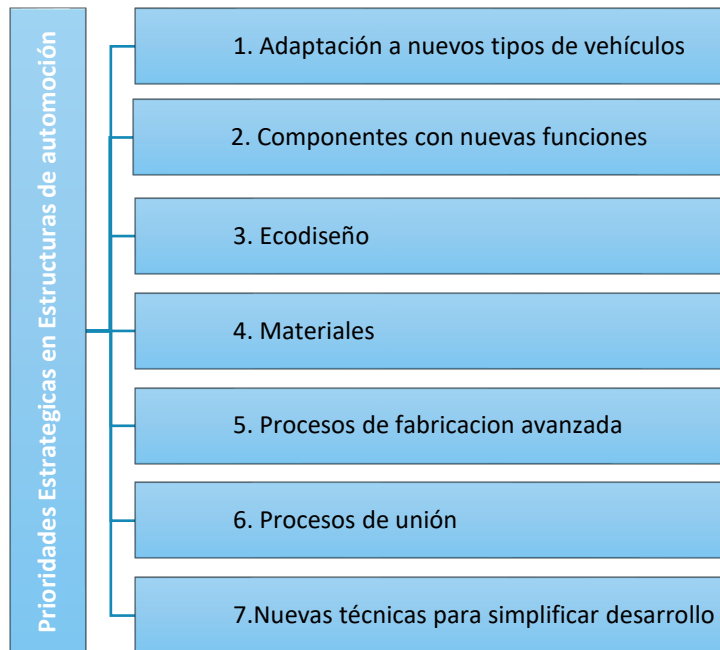 Prioridades Estrategicas en Estructuras de automoción
1. Adaptación a nuevos tipos de vehículos
2. Componentes con nuevas funciones
3. Ecodiseño
4. Materiales
5. Procesos de fabricacion avanzada
6. Procesos de unión
7.Nuevas técnicas para simplificar desarrollo